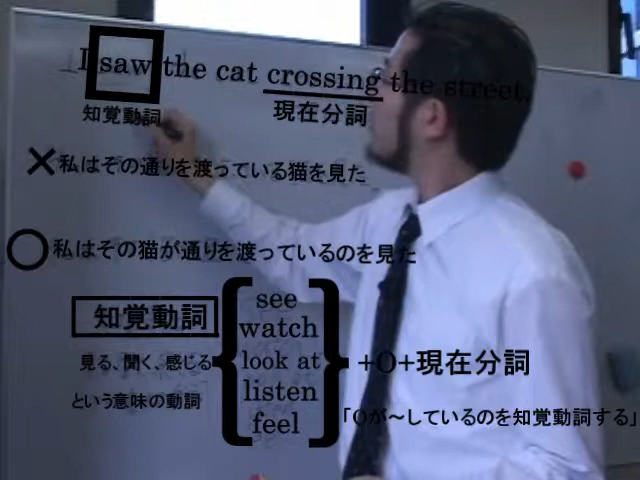 I saw the cat crossing the street.
知覚動詞 現在分詞
×私はその通りを渡っている猫を見た
○私はその猫が通りを渡っているのを見た
知覚動詞
見る、聞く、感じる
という意味の動詞
see
watch
look at
listen
feel
+O+現在分詞
「Oが〜しているのを知覚動詞する」